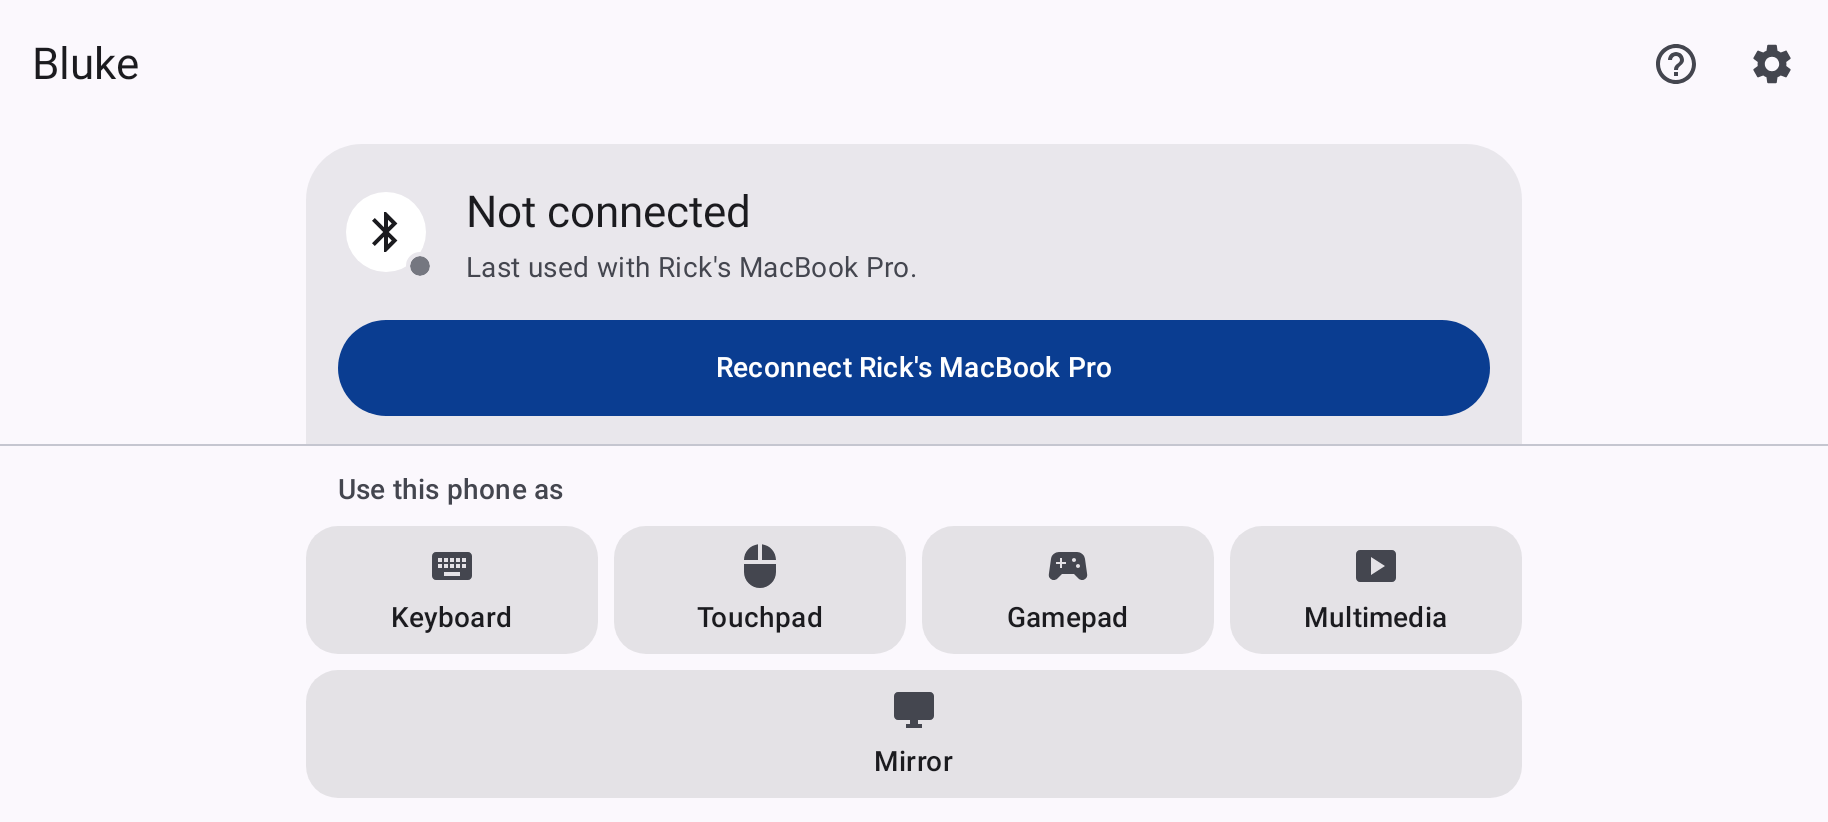 Bluke
Not connected
Last used with Rick's MacBook Pro.
Reconnect Rick's MacBook Pro
Use this phone as
Keyboard
Touchpad
Gamepad
Multimedia
Mirror